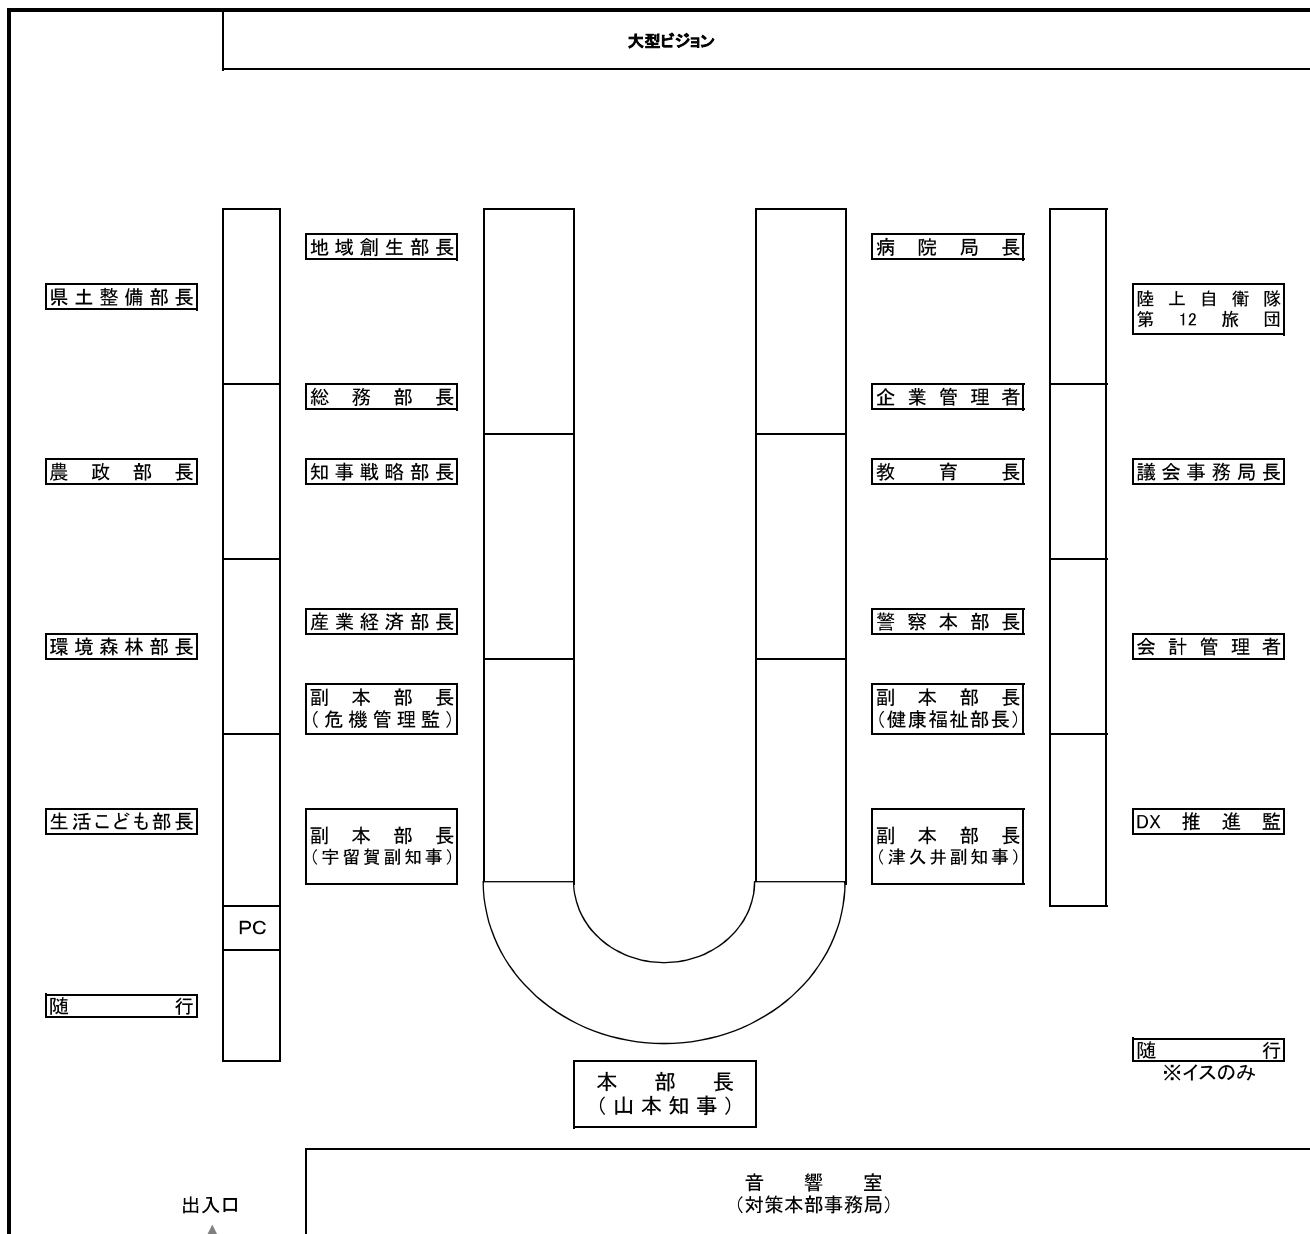 大型ビジョン
地域創生部長
病院局長
県土整備部長
陸上自衛隊
第12旅団
総務部長
企業管理者
農政部長
知事戦略部長
教育長
議会事務局長
産業経済部長
警察本部長
環境森林部長
会計管理者
副本部長
（危機管理監）
副本部長
（健康福祉部長）
生活こども部長
副本部長
（宇留賀副知事）
副本部長
（津久井副知事）
DX推進監
PC
随行
随行
※イスのみ
本部長
（山本知事）
音響室
（対策本部事務局）
出入口